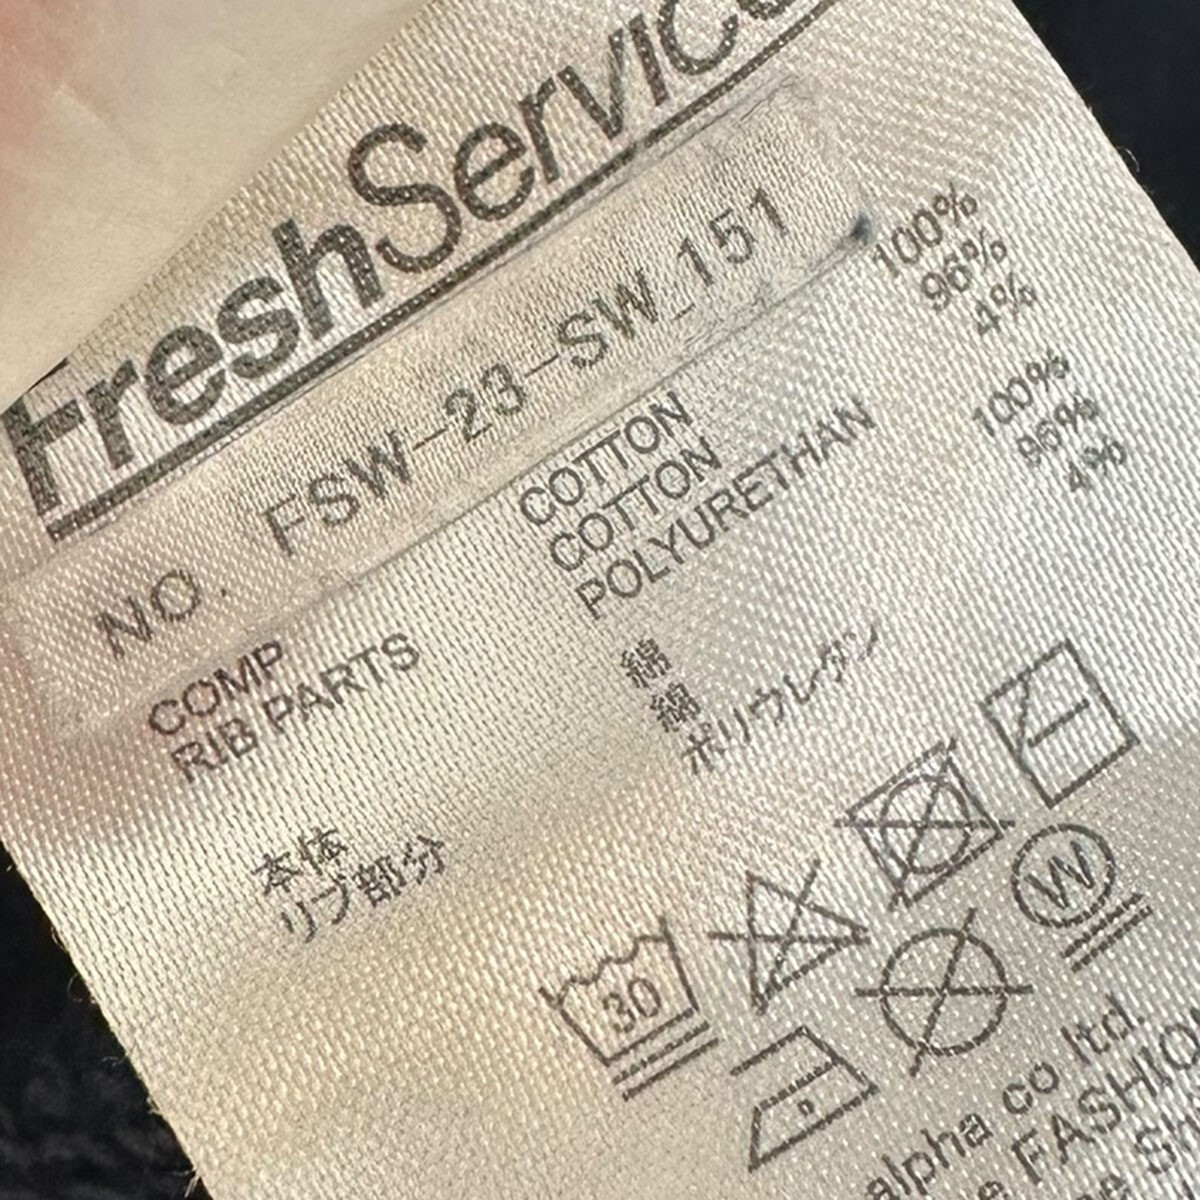 FreshService
NO. FSW-23-SW_151
COMP COTTON 100%
RIB PARTS COTTON 96%
POLYURETHAN 4%
本体 綿 100%
リブ部分 綿 96%
ポリウレタン 4%
30
W
alpha co ltd.
FASHIO